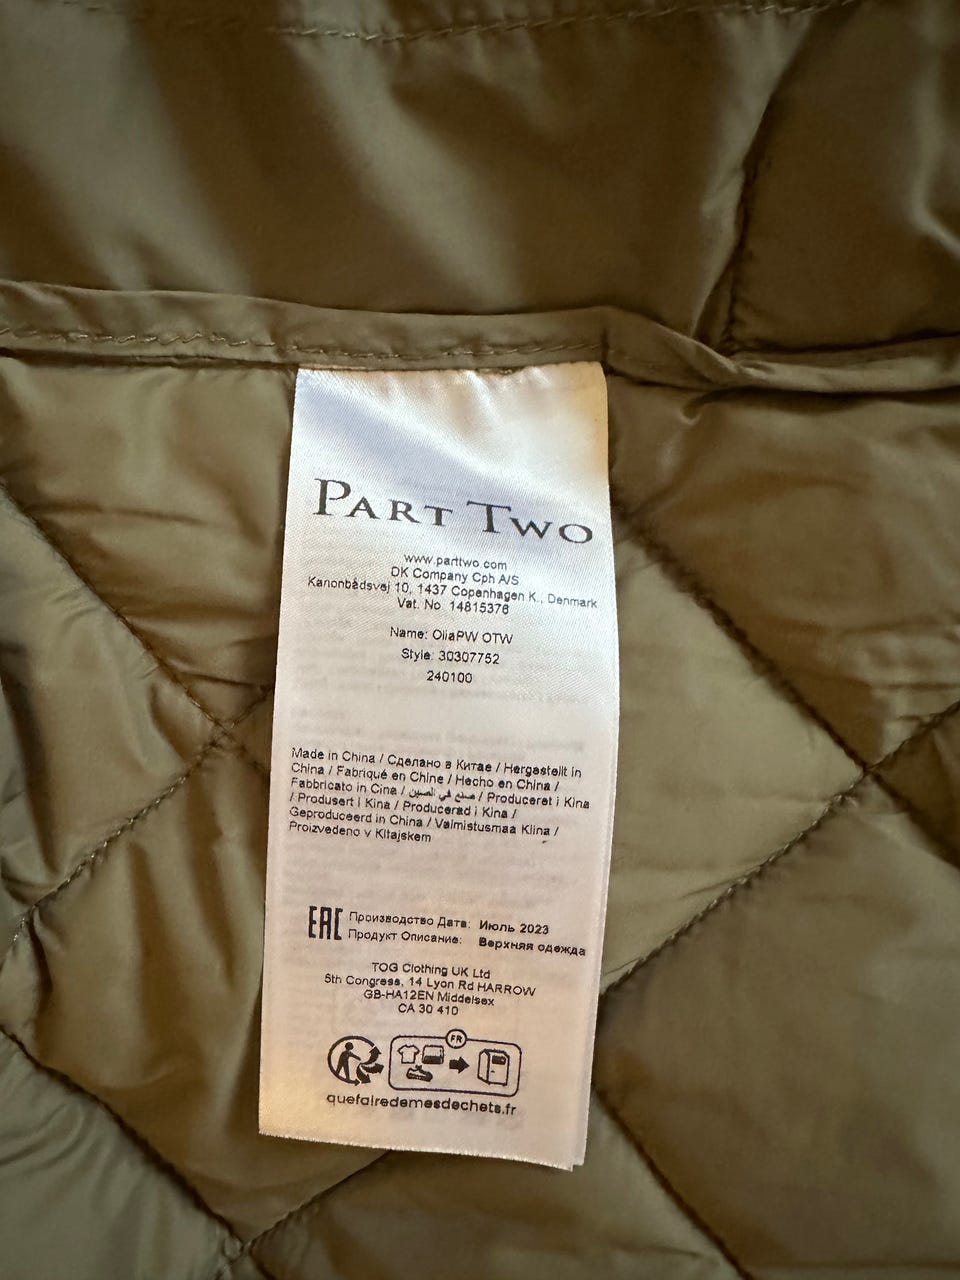 PART TWO
www.parttwo.com
DK Company Cph A/S
Kanonbådsvej 10, 1437 Copenhagen K., Denmark
Vat. No 14815376
Name: OliaPW OTW
Style: 30307752
240100
Made in China / Сделано в Китае / Hergestellt in
China / Fabriqué en Chine / Hecho en China /
Fabbricato in Cina / صنع في الصين / Produceret i Kina
/ Produsert i Kina / Producerad i Kina /
Geproduceerd in China / Valmistusmaa Kiina /
Proizvedeno v Kitajskem
EAC Производство Дата: Июль 2023
Продукт Описание: Верхняя одежда
TOG Clothing UK Ltd
5th Congress, 14 Lyon Rd HARROW
GB-HA12EN Middelsex
CA 30 410
FR
quefairedemesdechets.fr